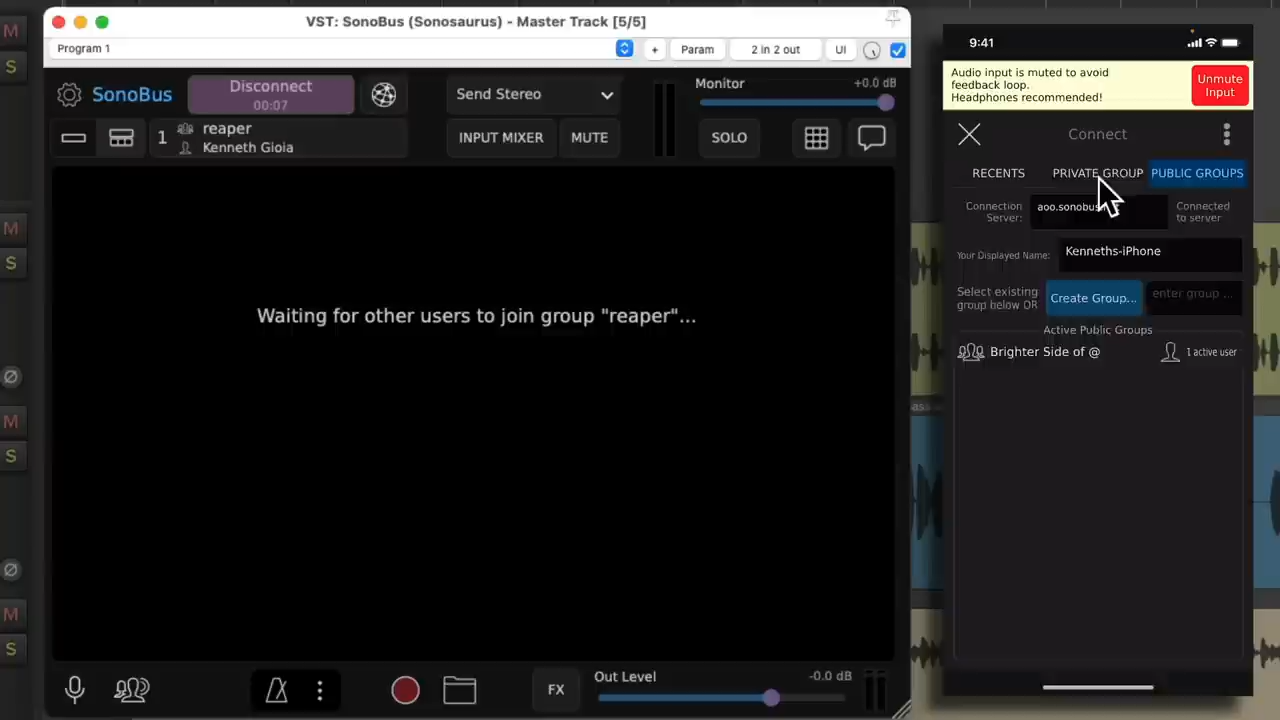 VST: SonoBus (Sonosaurus) - Master Track [5/5]
Program 1
+
Param
2 in 2 out
UI
SonoBus
Disconnect
00:07
Send Stereo
Monitor
+0.0 dB
1
reaper
Kenneth Gioia
INPUT MIXER
MUTE
SOLO
Waiting for other users to join group "reaper"...
FX
Out Level
-0.0 dB
M
S
M
S
M
S
M
S
9:41
Audio input is muted to avoid
feedback loop.
Headphones recommended!
Unmute
Input
Connect
RECENTS
PRIVATE GROUP
PUBLIC GROUPS
Connection
Server:
Connected
to server
Your Displayed Name:
Kenneths-iPhone
Select existing
group below OR
Create Group...
enter group ...
Active Public Groups
Brighter Side of @
1 active user